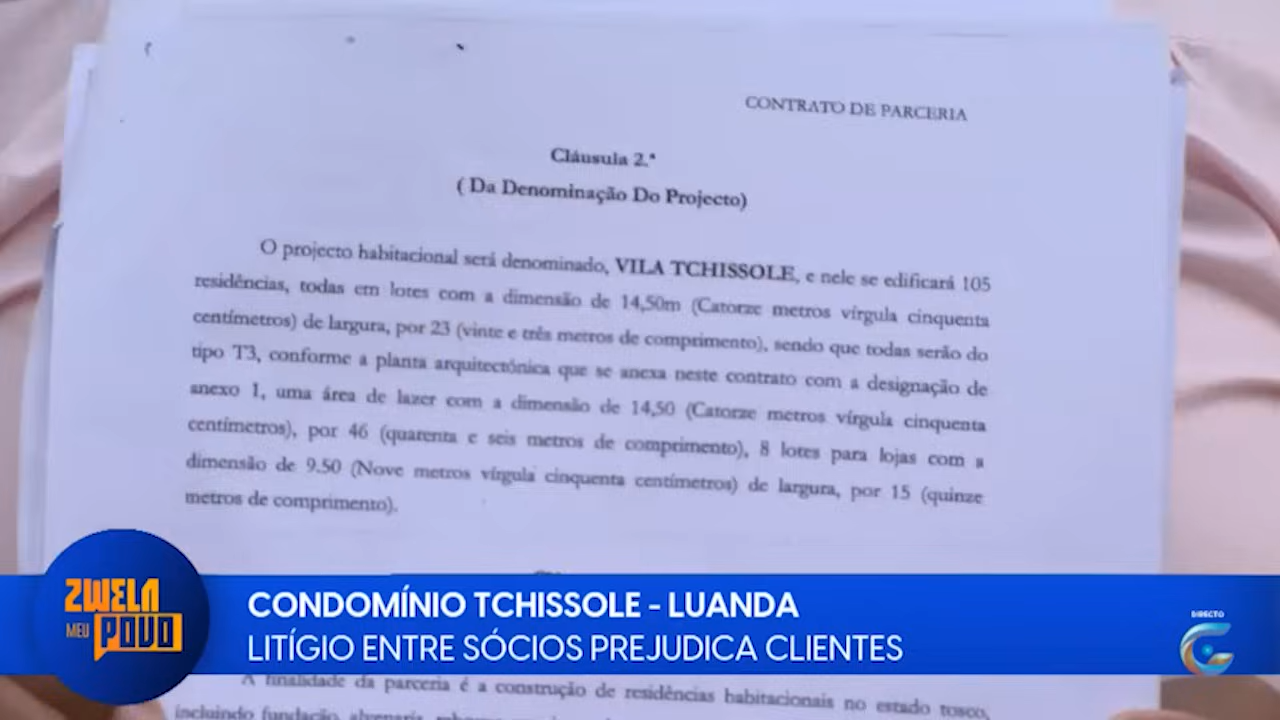 CONTRATO DE PARCERIA
Cláusula 2.ª
( Da Denominação Do Projecto)
O projecto habitacional será denominado, VILA TCHISSOLE, e nele se edificará 105
residências, todas em lotes com a dimensão de 14,50m (Catorze metros vírgula cinquenta
centímetros) de largura, por 23 (vinte e três metros de comprimento), sendo que todas serão do
tipo T3, conforme a planta arquitectónica que se anexa neste contrato com a designação de
anexo 1, uma área de lazer com a dimensão de 14,50 (Catorze metros vírgula cinquenta
centímetros), por 46 (quarenta e seis metros de comprimento), 8 lotes para lojas com a
dimensão de 9.50 (Nove metros vírgula cinquenta centímetros) de largura, por 15 (quinze
metros de comprimento).
ZWELA
MEU POVO
CONDOMÍNIO TCHISSOLE - LUANDA
LITÍGIO ENTRE SÓCIOS PREJUDICA CLIENTES
DIRECTO
A finalidade da parceria é a construção de residências habitacionais no estado tosco,
incluindo fundação, alvenaria,